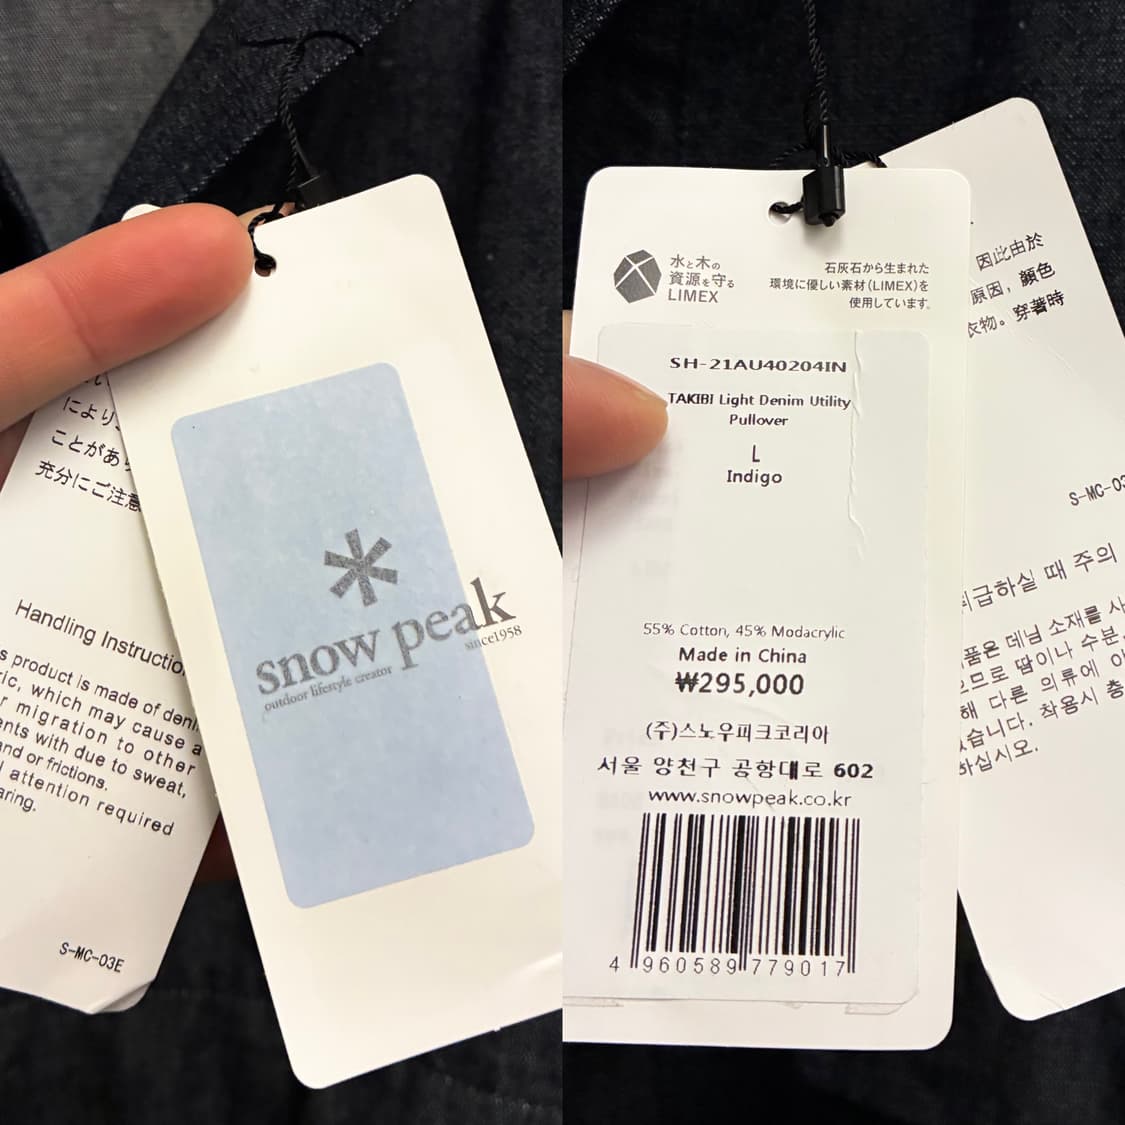 により
ことがあ
充分にご注意
Handling Instructio
s product is made of deni
ric, which may cause a
r migration to other
ents with due to sweat,
and or frictions.
l attention required
aring.
S-MC-03E
snow peak
since1958
outdoor lifestyle creator
水と木の
資源を守る
LIMEX
石灰石から生まれた
環境に優しい素材(LIMEX)を
使用しています。
SH-21AU40204IN
TAKIBI Light Denim Utility
Pullover
L
Indigo
55% Cotton, 45% Modacrylic
Made in China
₩295,000
(주)스노우피크코리아
서울 양천구 공항대로 602
www.snowpeak.co.kr
4 960589 779017
因此由於
原因，顏色
衣物。穿著時
S-MC-03
취급하실 때 주의
품은 데님 소재를 사
으므로 땀이나 수분,
해 다른 의류에 이
있습니다. 착용시 충
하십시오.